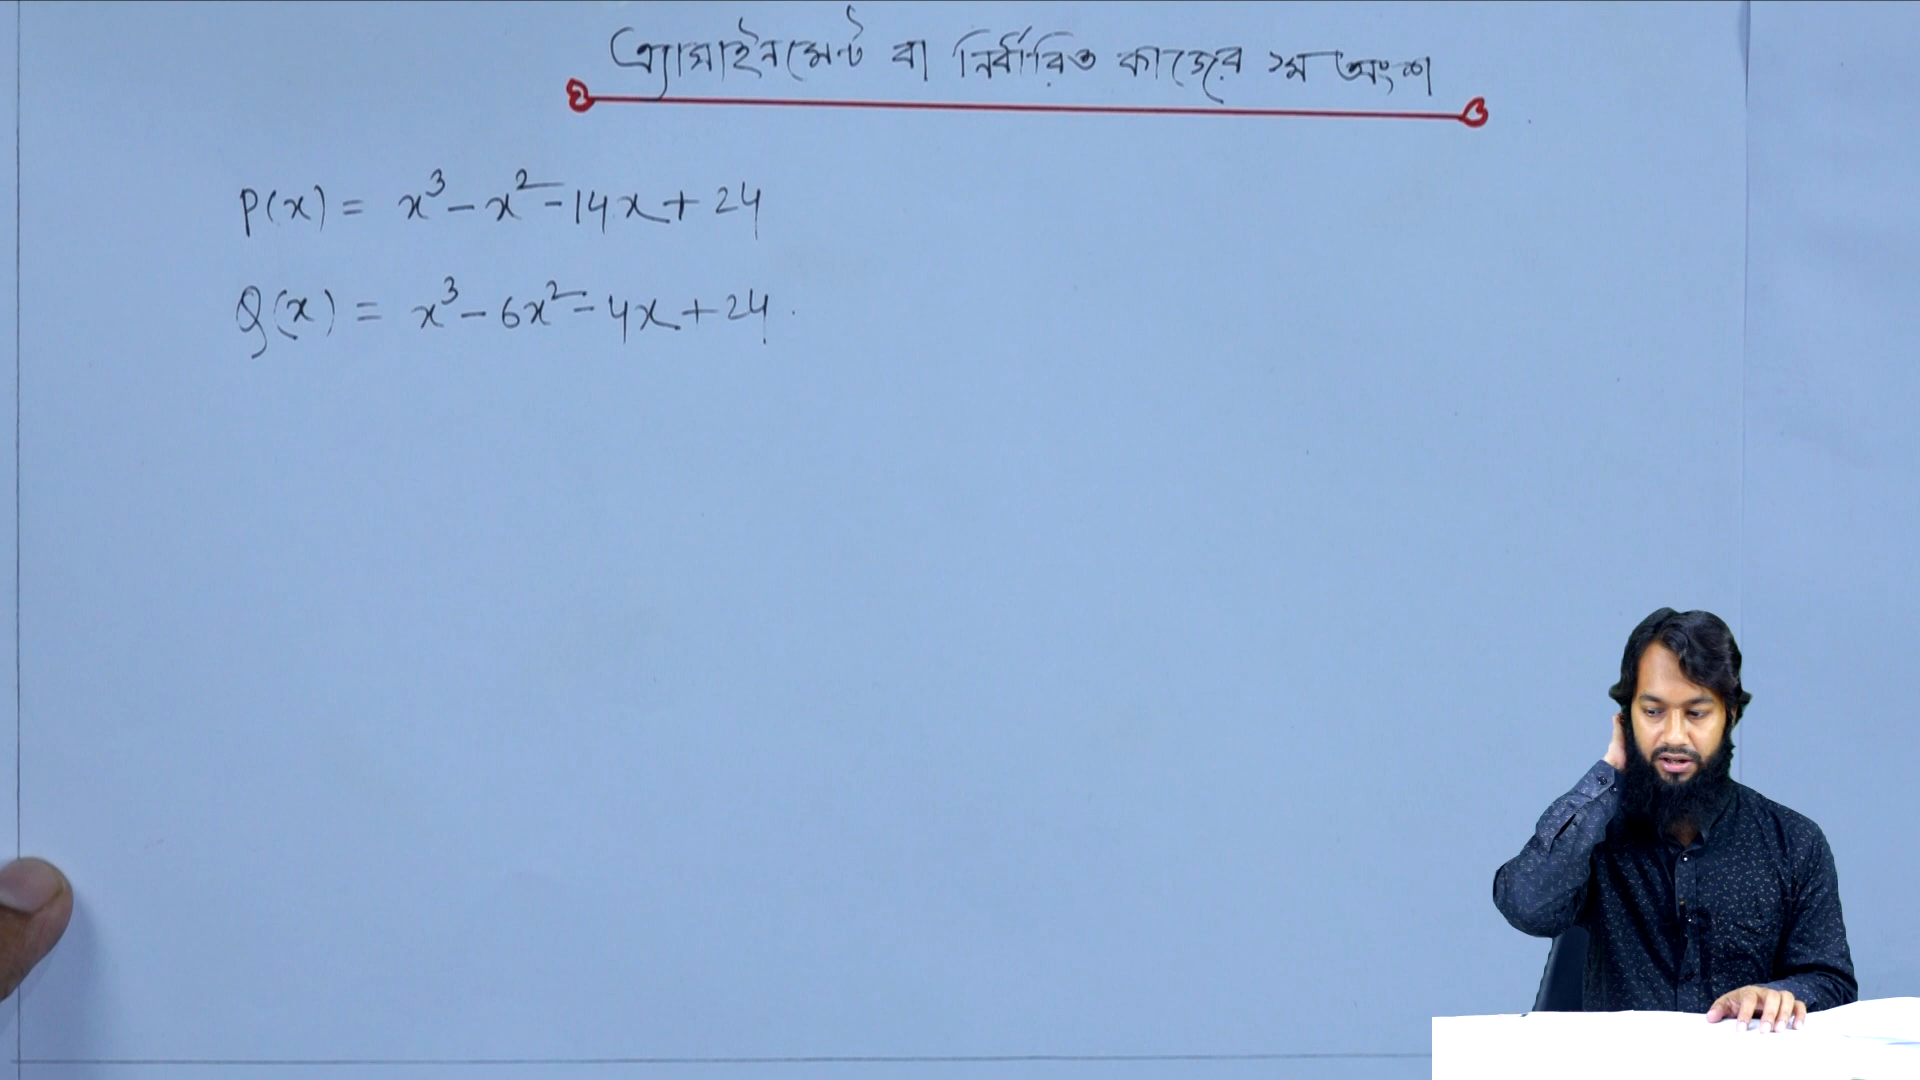 এ্যাসাইনমেন্ট বা নির্ধারিত কাজের ১ম অংশ
P(x) = x³ - x² - 14x + 24
Q(x) = x³ - 6x² - 4x + 24.